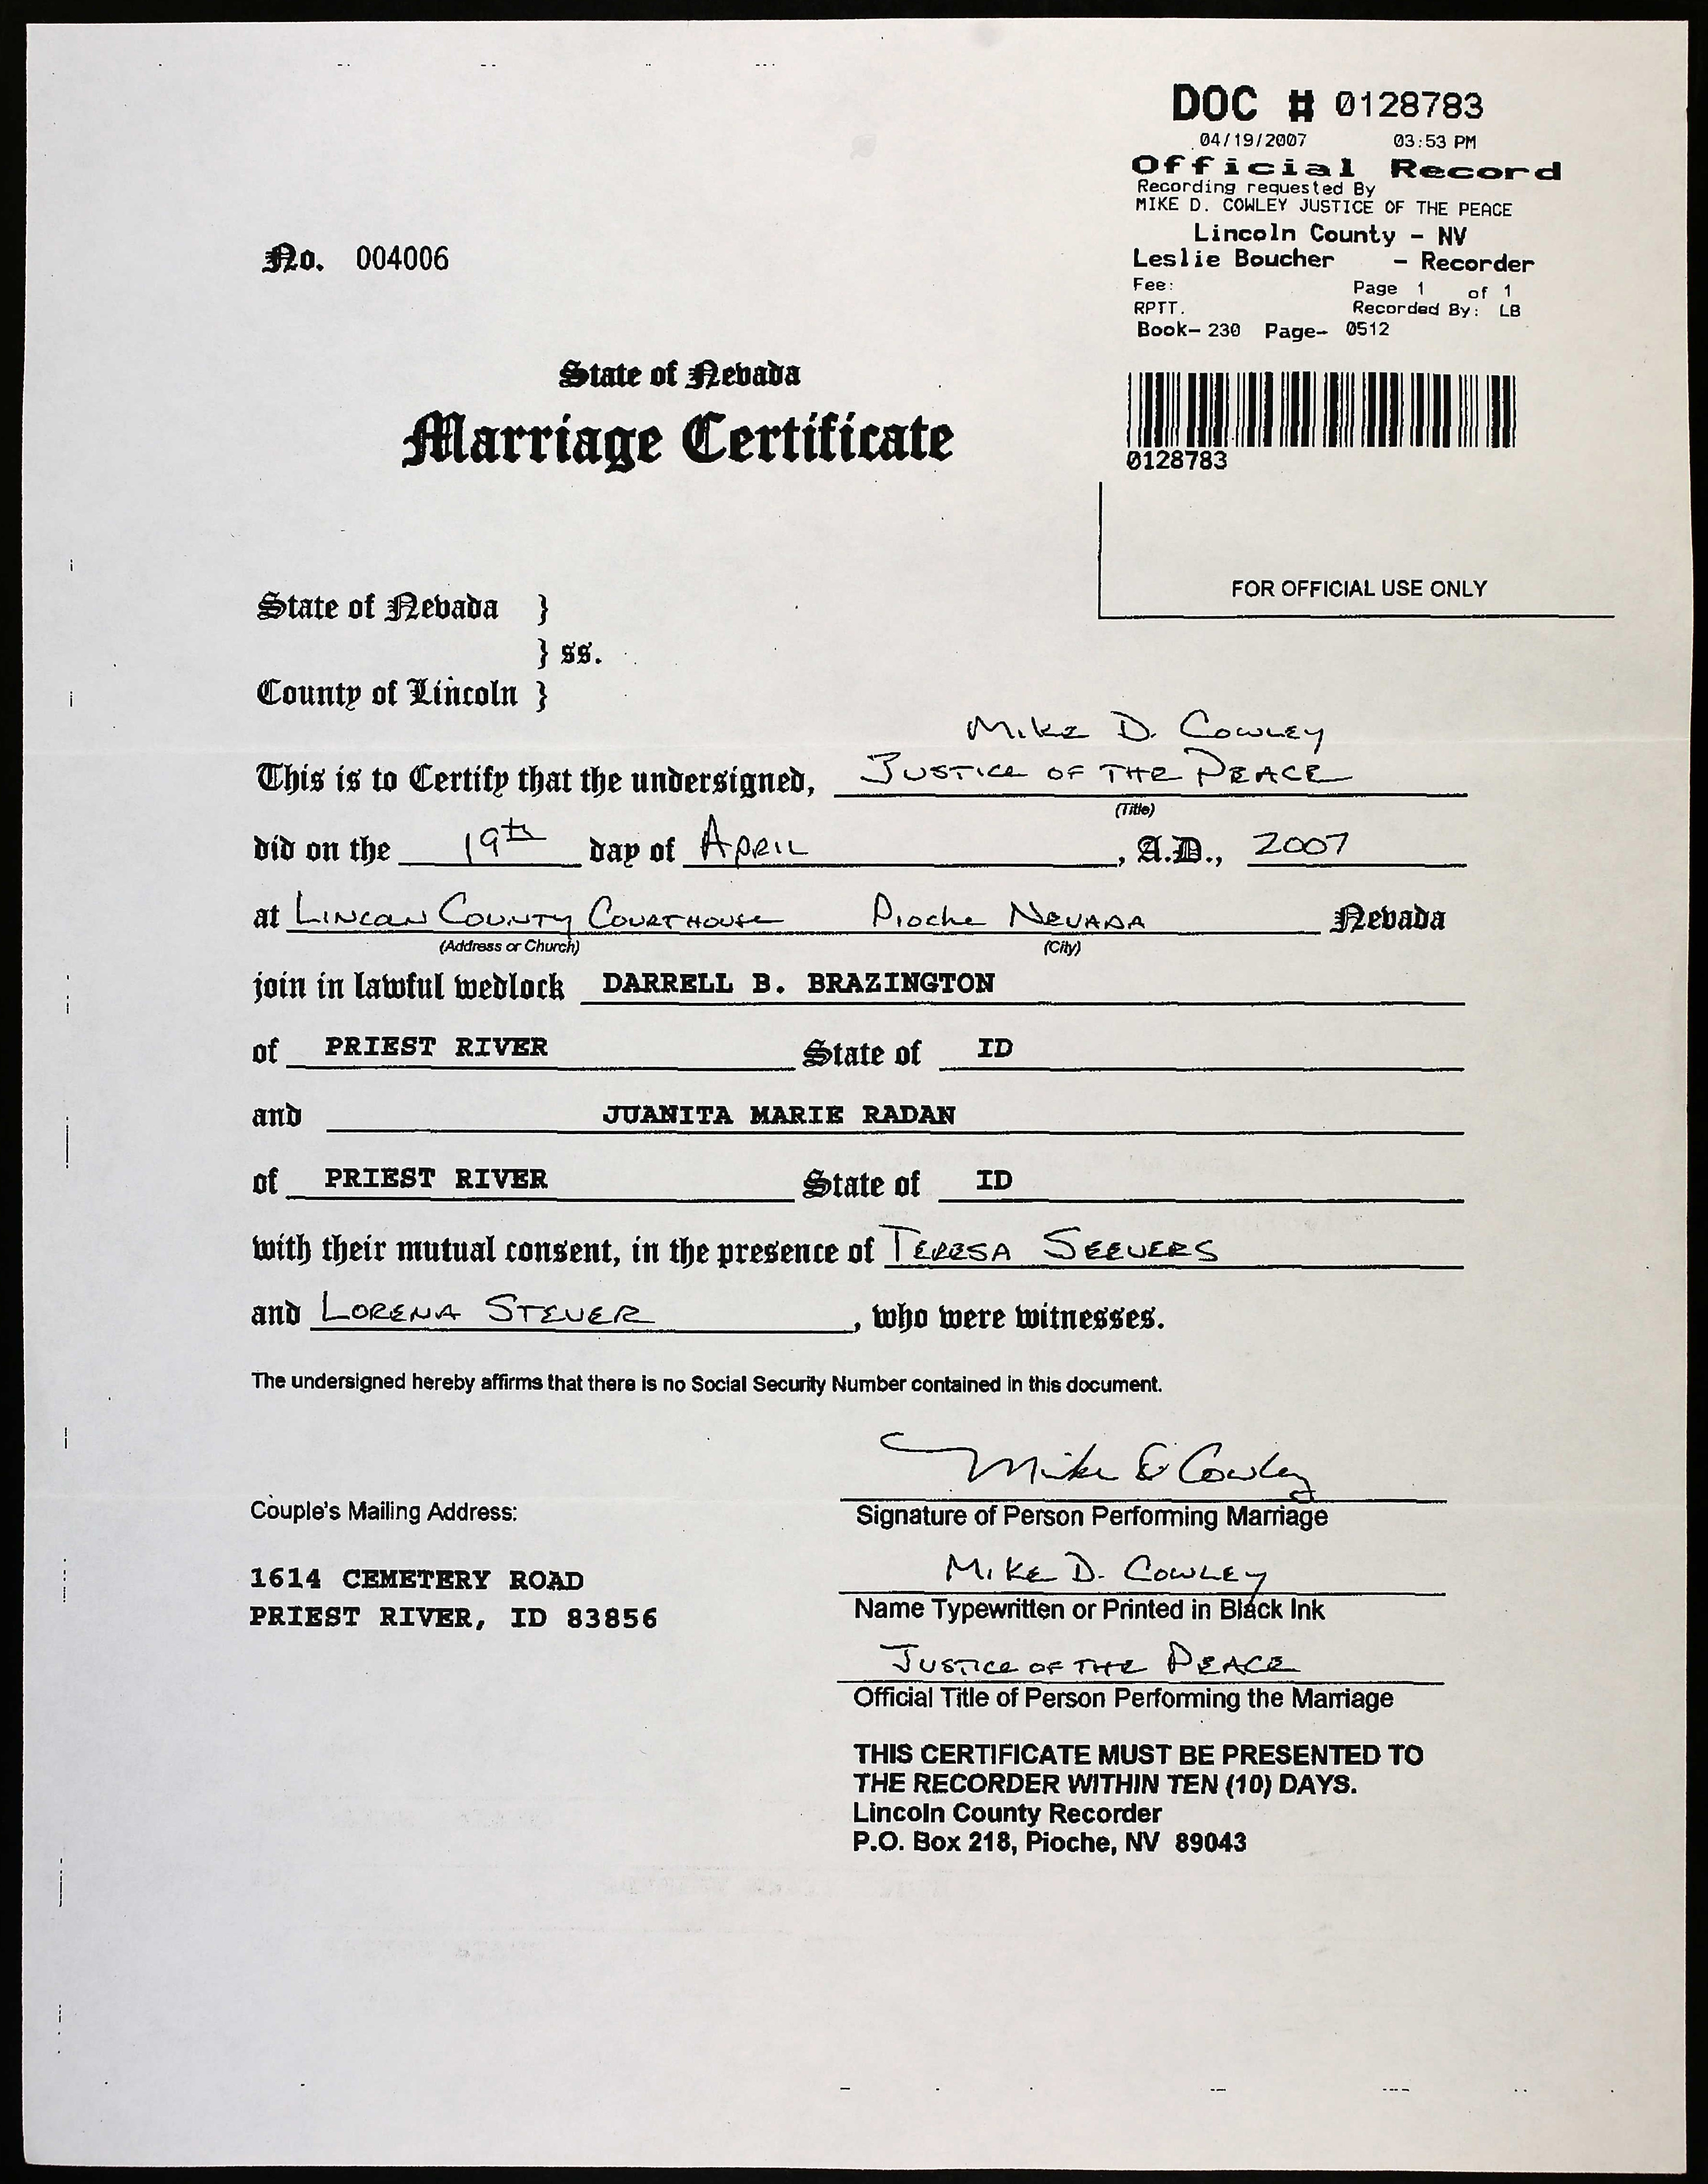 DOC # 0128783
04/19/2007 03:53 PM
Official Record
Recording requested By
MIKE D. COWLEY JUSTICE OF THE PEACE
Lincoln County - NV
Leslie Boucher - Recorder
Fee: Page 1 of 1
RPTT. Recorded By: LB
Book- 230 Page- 0512
0128783
FOR OFFICIAL USE ONLY
No. 004006
State of Nevada
Marriage Certificate
State of Nevada }
} ss.
County of Lincoln }
Mike D. Cowley
This is to Certify that the undersigned, JUSTICE OF THE PEACE
(Title)
did on the 19th day of APRIL, A.D., 2007
at LINCOLN COUNTY COURTHOUSE Pioche NEVADA Nevada
(Address or Church) (City)
join in lawful wedlock DARRELL B. BRAZINGTON
of PRIEST RIVER State of ID
and JUANITA MARIE RADAN
of PRIEST RIVER State of ID
with their mutual consent, in the presence of TERESA SEEVERS
and LORENA STEVER, who were witnesses.
The undersigned hereby affirms that there is no Social Security Number contained in this document.
Mike D Cowley
Signature of Person Performing Marriage
Couple's Mailing Address:
MIKE D. COWLEY
Name Typewritten or Printed in Black Ink
1614 CEMETERY ROAD
PRIEST RIVER, ID 83856
JUSTICE OF THE PEACE
Official Title of Person Performing the Marriage
THIS CERTIFICATE MUST BE PRESENTED TO
THE RECORDER WITHIN TEN (10) DAYS.
Lincoln County Recorder
P.O. Box 218, Pioche, NV 89043